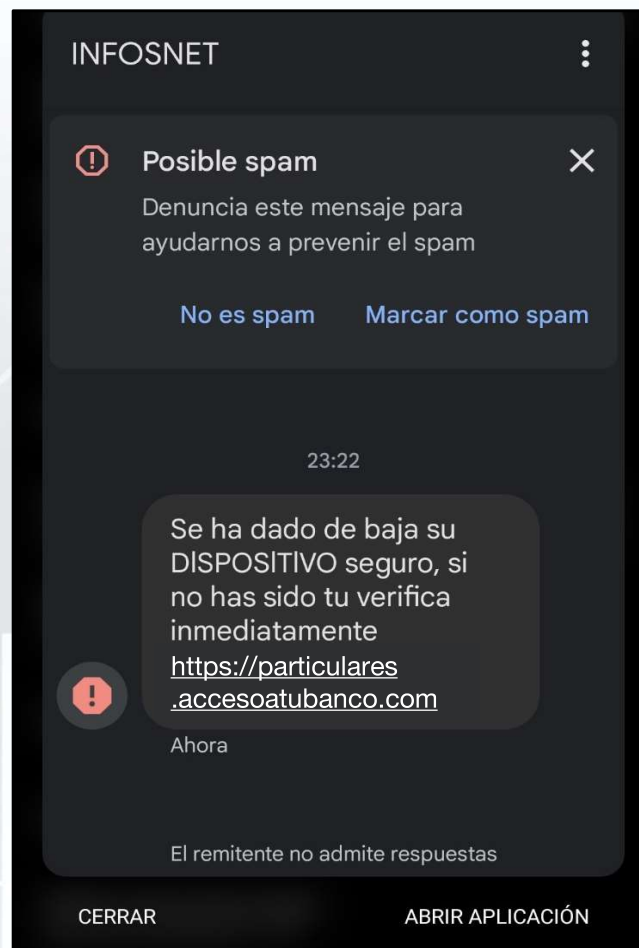 INFOSNET
Posible spam
Denuncia este mensaje para
ayudarnos a prevenir el spam
No es spam Marcar como spam
23:22
Se ha dado de baja su
DlSPOSlTlVO seguro, si
no has sido tu verifica
inmediatamente
https://particulares
.accesoatubanco.com
Ahora
El remitente no admite respuestas
CERRAR ABRIR APLICACIÓN